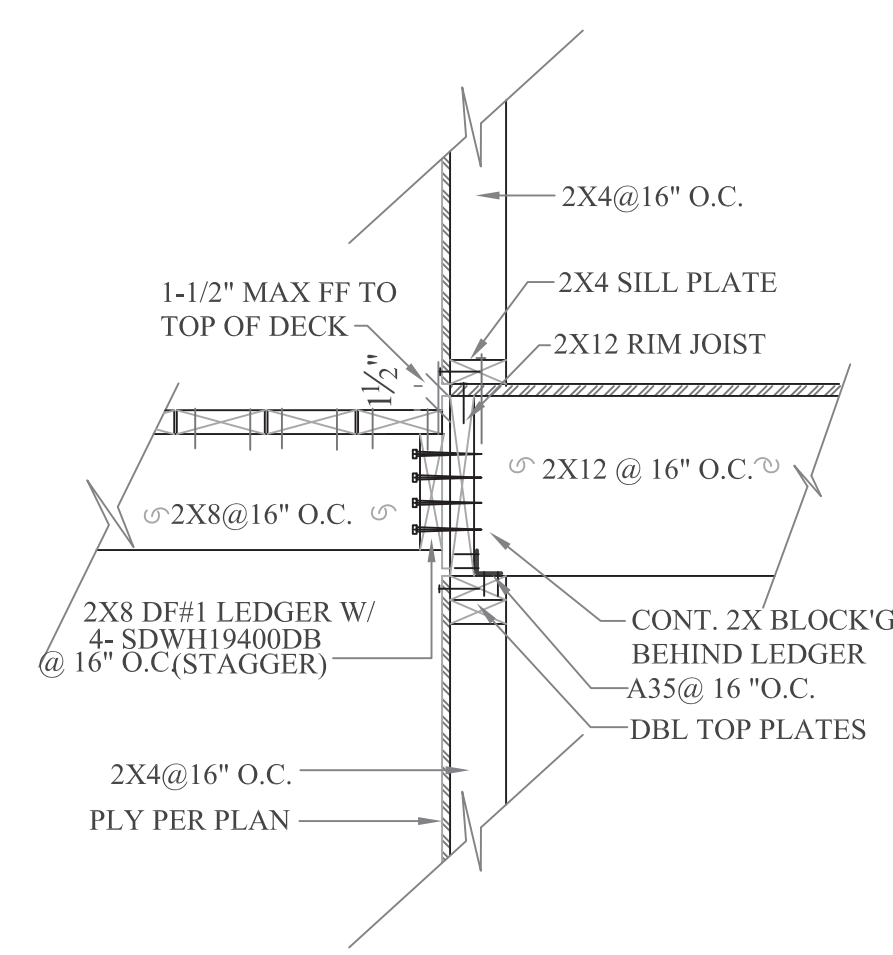 2X4@16" O.C.
1-1/2" MAX FF TO
TOP OF DECK
2X4 SILL PLATE
2X12 RIM JOIST
1½"
2X12 @ 16" O.C.
2X8@16" O.C.
2X8 DF#1 LEDGER W/
4- SDWH19400DB
@ 16" O.C.(STAGGER)
CONT. 2X BLOCK'G
BEHIND LEDGER
A35@ 16 "O.C.
DBL TOP PLATES
2X4@16" O.C.
PLY PER PLAN